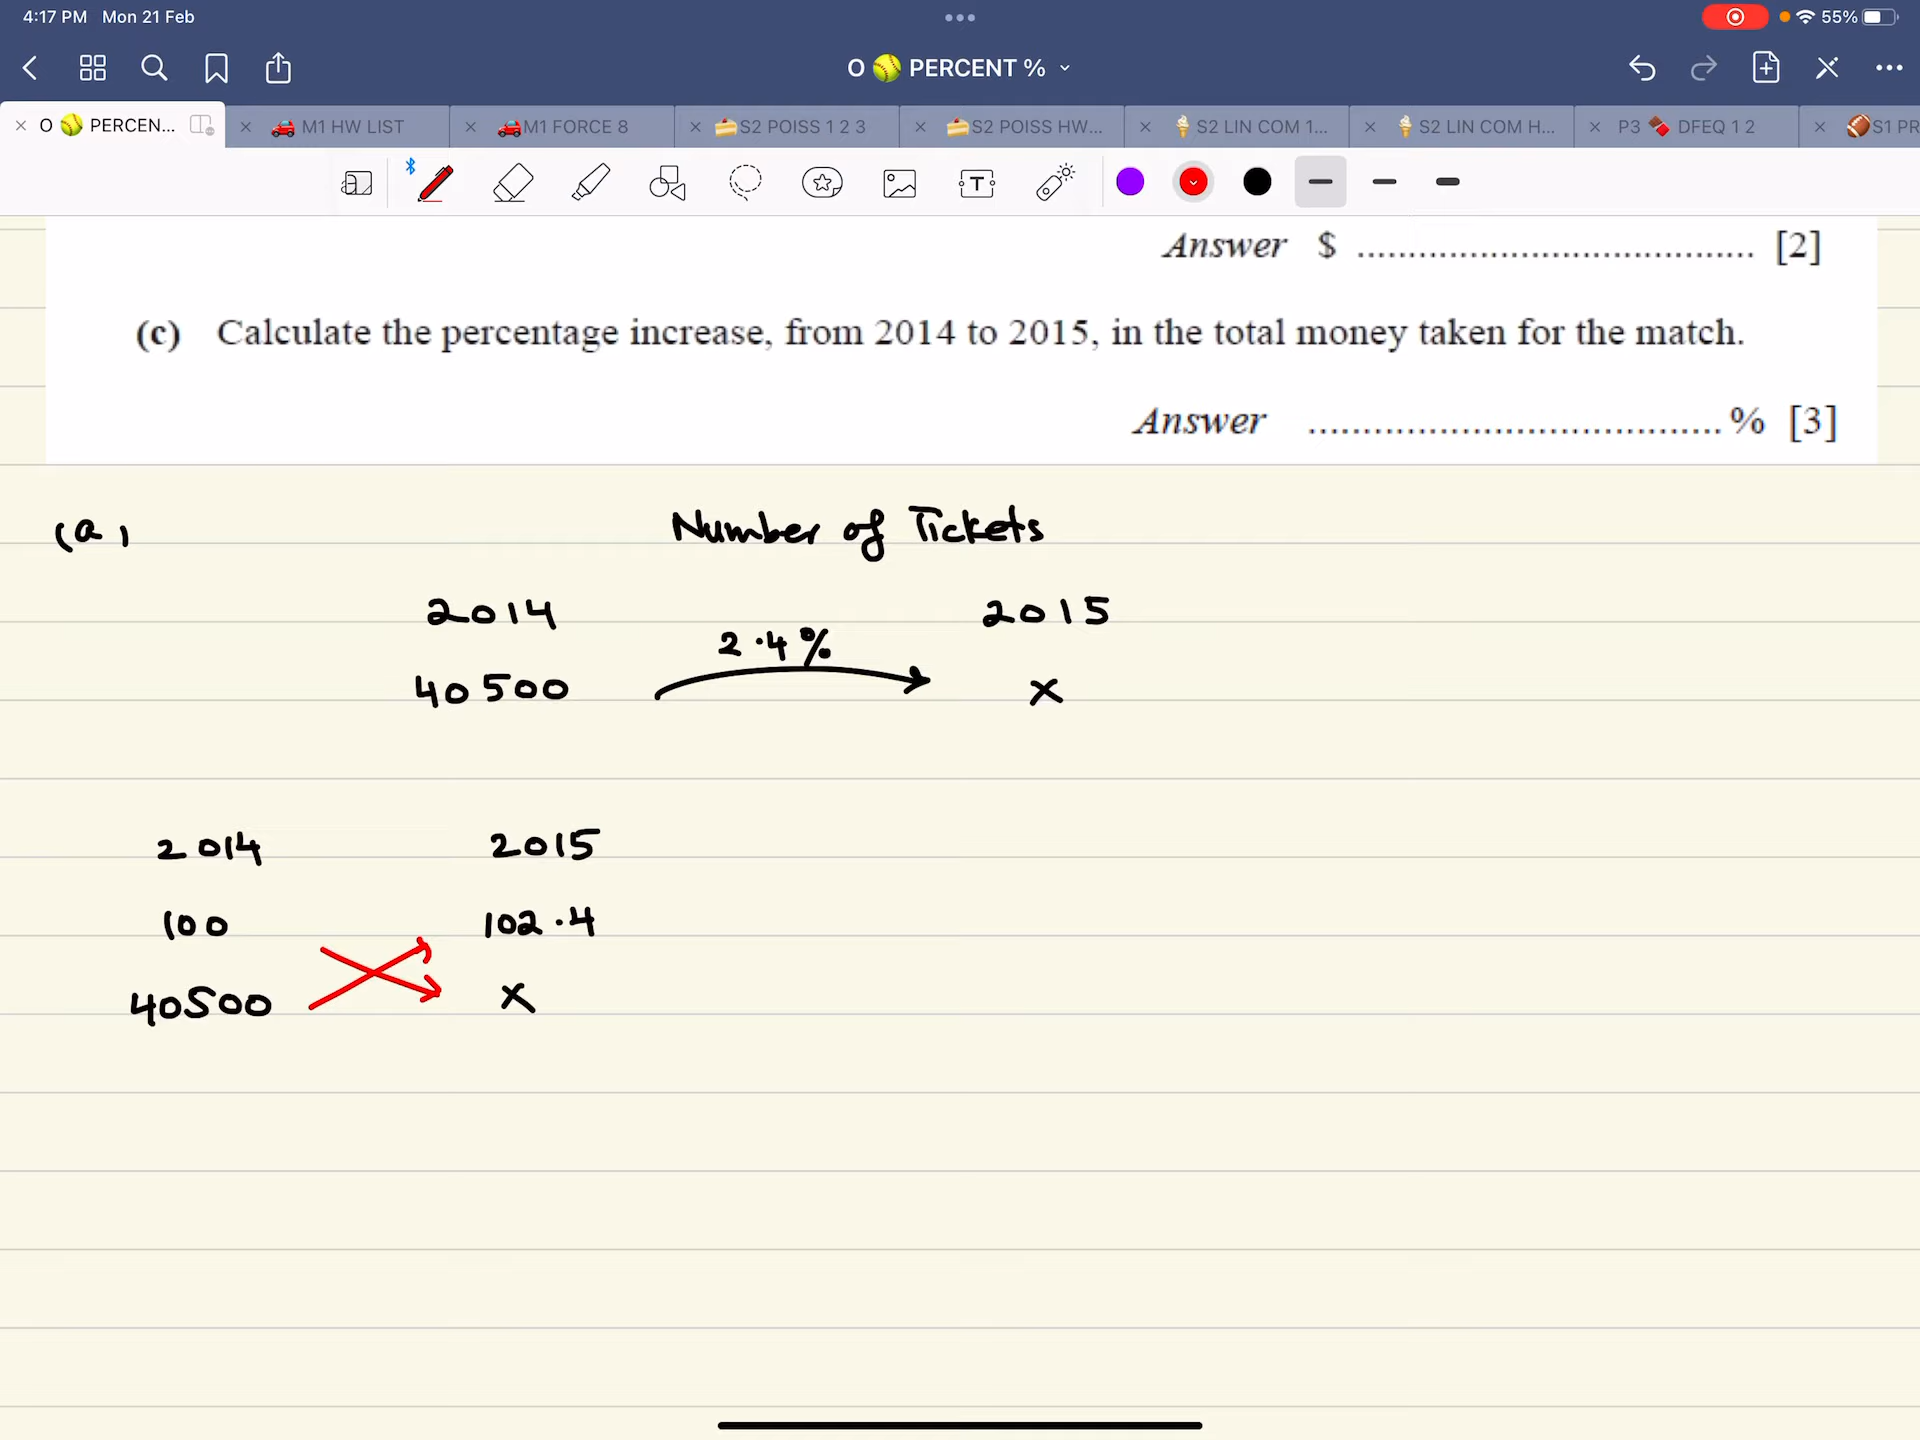 4:17 PM Mon 21 Feb
55%
O PERCENT %
O PERCEN...
M1 HW LIST
M1 FORCE 8
S2 POISS 1 2 3
S2 POISS HW...
S2 LIN COM 1...
S2 LIN COM H...
P3 DFEQ 1 2
S1 PR
Answer $ .................................... [2]
(c) Calculate the percentage increase, from 2014 to 2015, in the total money taken for the match.
Answer ...................................... % [3]
(a) Number of Tickets
2014 2015
2.4%
40500 x
2014 2015
100 102.4
40500 x